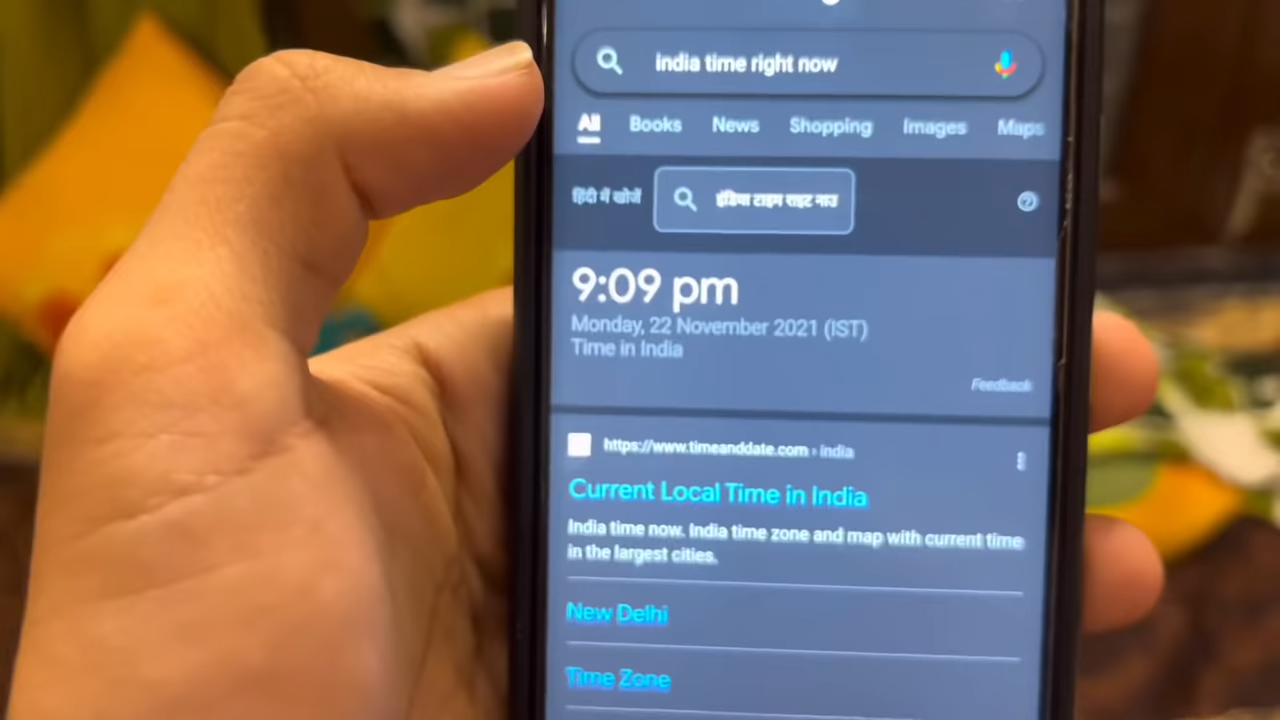 india time right now
All Books News Shopping Images Maps
हिंदी में खोजें इंडिया टाइम राइट नाउ
9:09 pm
Monday, 22 November 2021 (IST)
Time in India
Feedback
https://www.timeanddate.com › India
Current Local Time in India
India time now. India time zone and map with current time
in the largest cities.
New Delhi
Time Zone